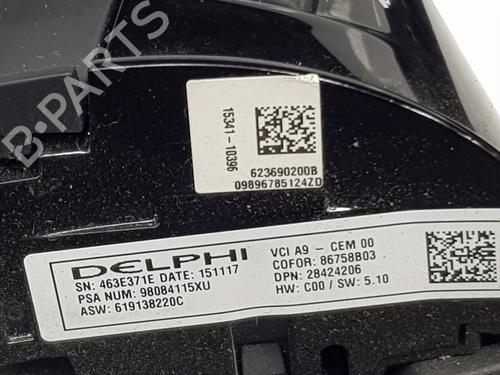 B-PARTS
15341-10396
623690200B
09896785124ZD
DELPHI
SN: 463E371E DATE: 151117
PSA NUM: 98084115XU
ASW: 619138220C
VCI A9 - CEM 00
COFOR: 86758B03
DPN: 28424206
HW: C00 / SW: 5.10